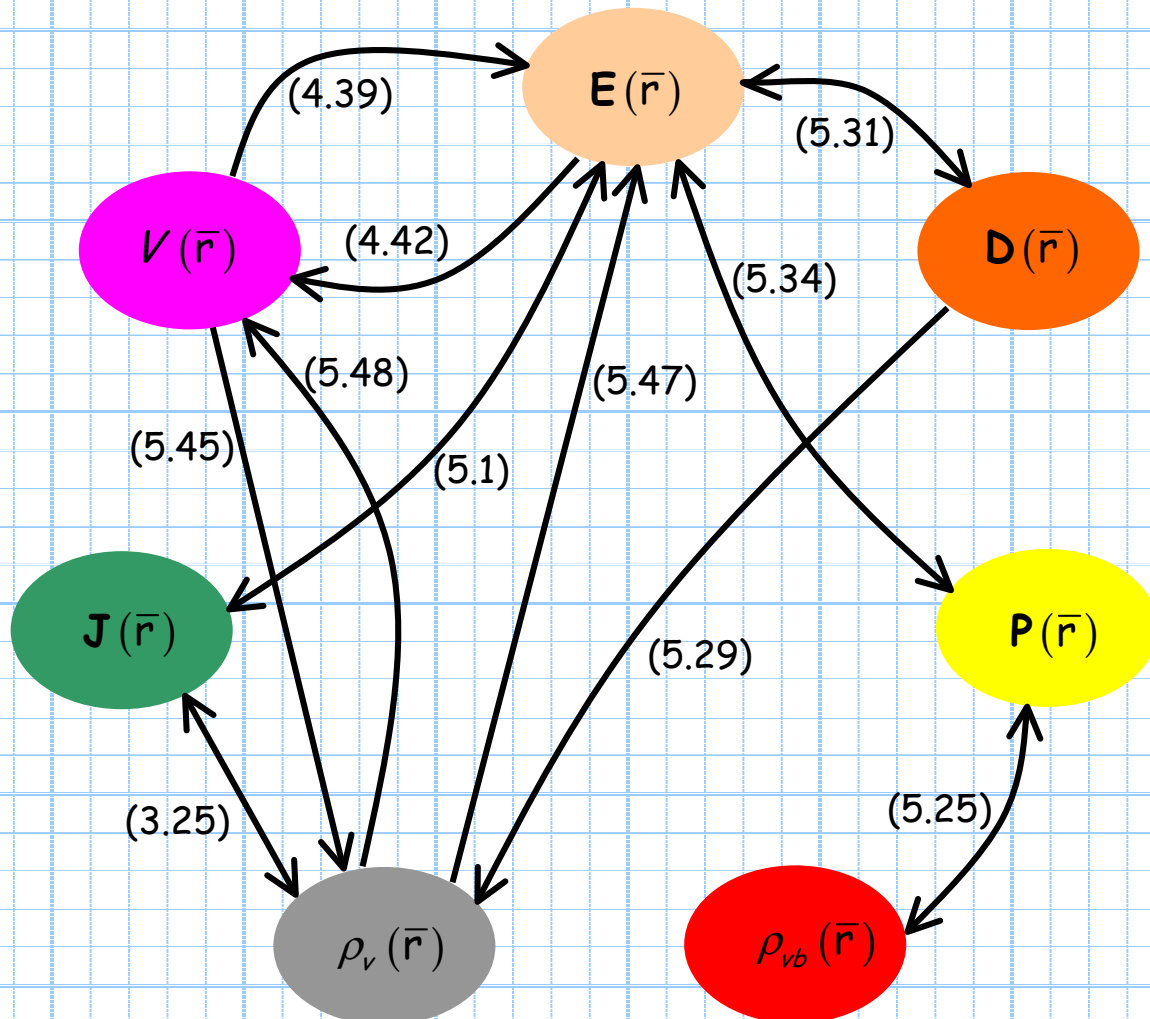 E(r̅)
(4.39)
(5.31)
V(r̅)
(4.42)
D(r̅)
(5.34)
(5.48)
(5.47)
(5.45)
(5.1)
J(r̅)
P(r̅)
(5.29)
(3.25)
(5.25)
ρᵥ(r̅)
ρ_vb(r̅)